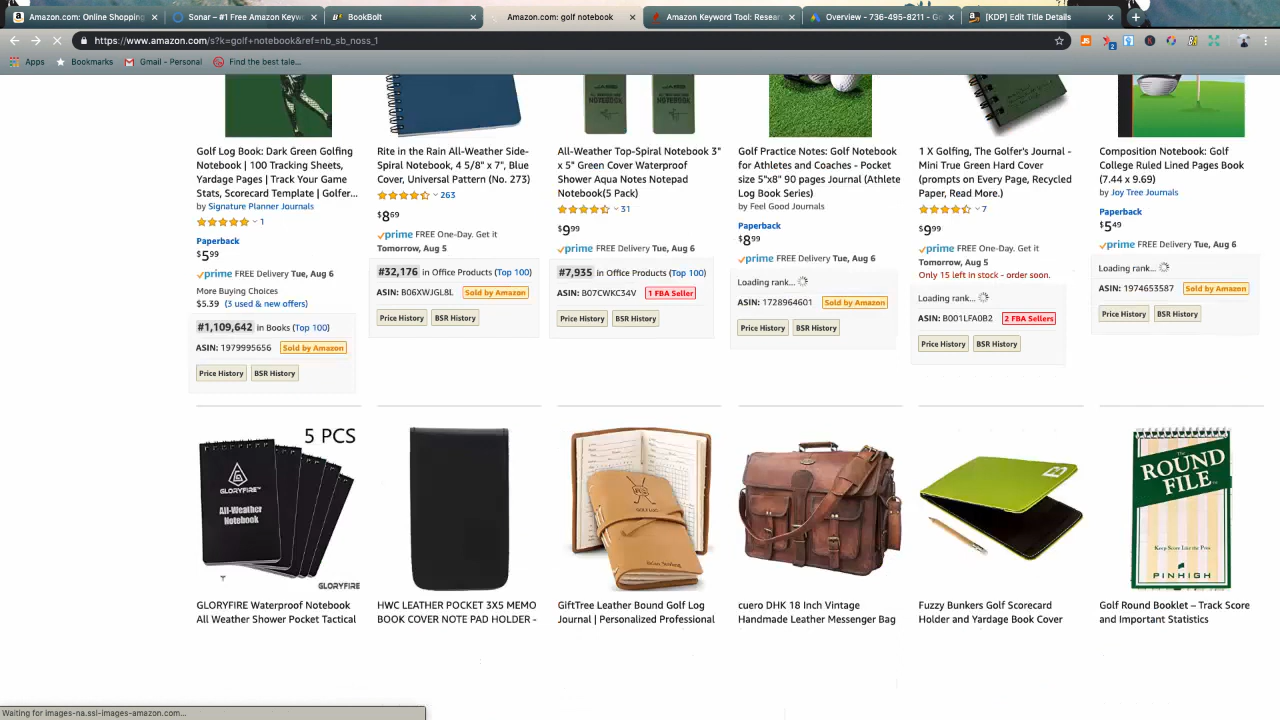 Amazon.com: Online Shopping
Sonar – #1 Free Amazon Keyw
BookBolt
Amazon.com: golf notebook
Amazon Keyword Tool: Resear
Overview - 736-495-8211 - G
[KDP] Edit Title Details
https://www.amazon.com/s?k=golf+notebook&ref=nb_sb_noss_1
Apps
Bookmarks
Gmail - Personal
Find the best tale...
NOTEBOOK
NOTEBOOK
Golf Log Book: Dark Green Golfing
Notebook | 100 Tracking Sheets,
Yardage Pages | Track Your Game
Stats, Scorecard Template | Golfer...
by Signature Planner Journals
1
Paperback
$5.99
prime FREE Delivery Tue, Aug 6
More Buying Choices
$5.39 (3 used & new offers)
#1,109,642 in Books (Top 100)
ASIN: 1979995656 Sold by Amazon
Price History BSR History
Rite in the Rain All-Weather Side-
Spiral Notebook, 4 5/8" x 7", Blue
Cover, Universal Pattern (No. 273)
263
$8.69
prime FREE One-Day. Get it
Tomorrow, Aug 5
#32,176 in Office Products (Top 100)
ASIN: B06XWJGL8L Sold by Amazon
Price History BSR History
All-Weather Top-Spiral Notebook 3"
x 5" Green Cover Waterproof
Shower Aqua Notes Notepad
Notebook(5 Pack)
31
$9.99
prime FREE Delivery Tue, Aug 6
#7,935 in Office Products (Top 100)
ASIN: B07CWKC34V 1 FBA Seller
Price History BSR History
Golf Practice Notes: Golf Notebook
for Athletes and Coaches - Pocket
size 5"x8" 90 pages Journal (Athlete
Log Book Series)
by Feel Good Journals
Paperback
$8.99
prime FREE Delivery Tue, Aug 6
Loading rank...
ASIN: 1728964601 Sold by Amazon
Price History BSR History
1 X Golfing, The Golfer's Journal -
Mini True Green Hard Cover
(prompts on Every Page, Recycled
Paper, Read More.)
7
$9.99
prime FREE One-Day. Get it
Tomorrow, Aug 5
Only 15 left in stock - order soon.
Loading rank...
ASIN: B001LFA0B2 2 FBA Sellers
Price History BSR History
Composition Notebook: Golf
College Ruled Lined Pages Book
(7.44 x 9.69)
by Joy Tree Journals
Paperback
$5.49
prime FREE Delivery Tue, Aug 6
Loading rank...
ASIN: 1974653587 Sold by Amazon
Price History BSR History
5 PCS
GLORYFIRE
All-Weather
Notebook
GLORYFIRE
GLORYFIRE Waterproof Notebook
All Weather Shower Pocket Tactical
HWC LEATHER POCKET 3X5 MEMO
BOOK COVER NOTE PAD HOLDER -
GiftTree Leather Bound Golf Log
Journal | Personalized Professional
cuero DHK 18 Inch Vintage
Handmade Leather Messenger Bag
Fuzzy Bunkers Golf Scorecard
Holder and Yardage Book Cover
The
ROUND
FILE
Keep Score Like the Pros
PINHIGH
Golf Round Booklet – Track Score
and Important Statistics
Waiting for images-na.ssl-images-amazon.com...